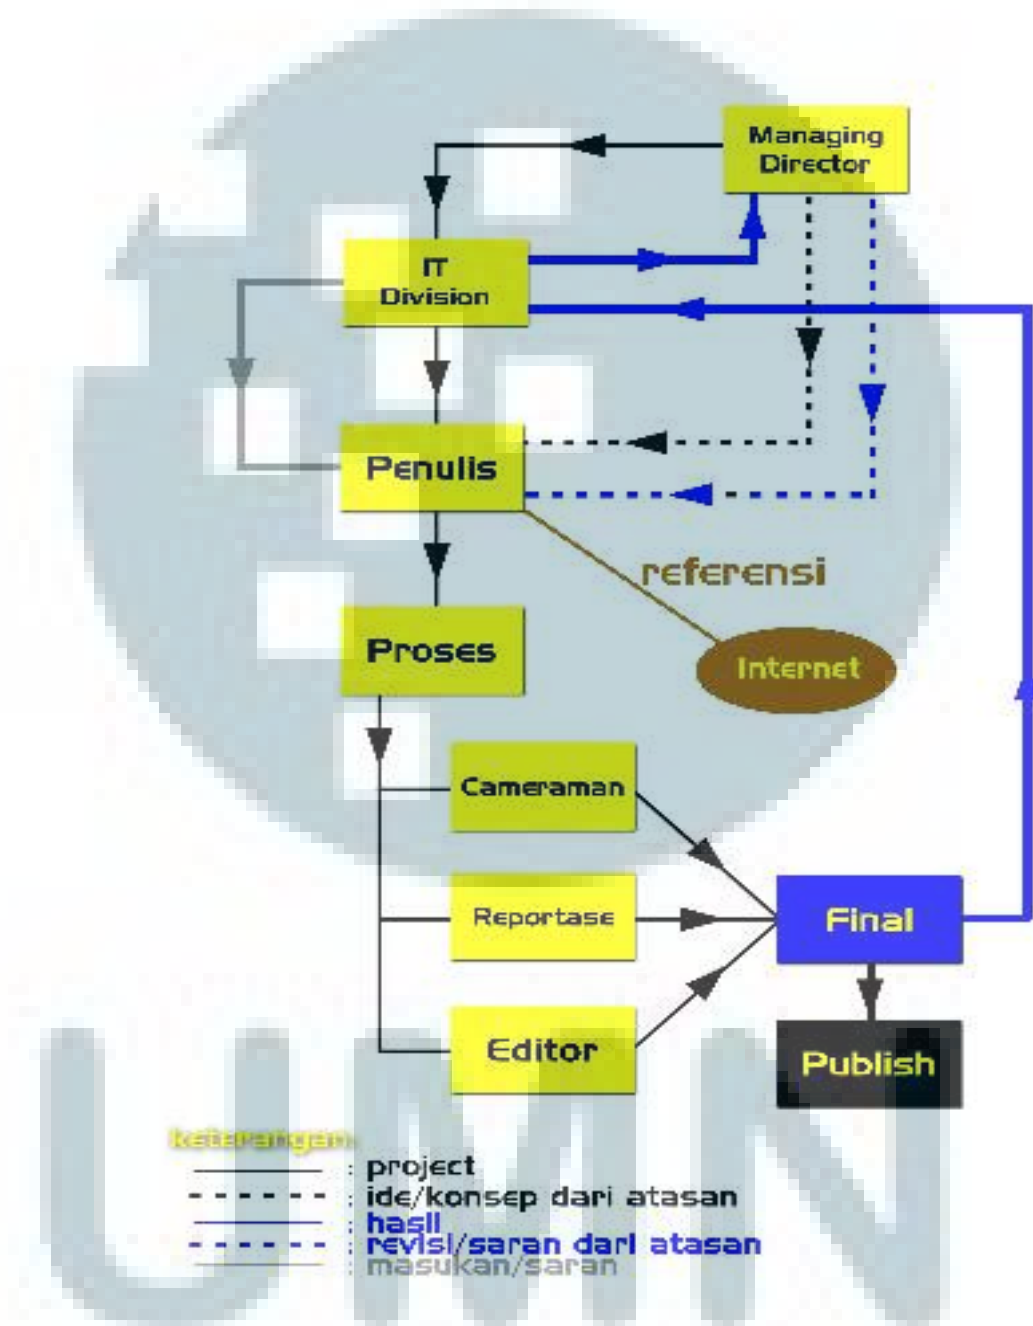 Managing
Director
IT
Division
Penulis
referensi
Proses
Internet
Cameraman
Reportase
Final
Editor
Publish
keterangan:
: project
: ide/konsep dari atasan
: hasil
: revisi/saran dari atasan
: masukan/saran
UMN